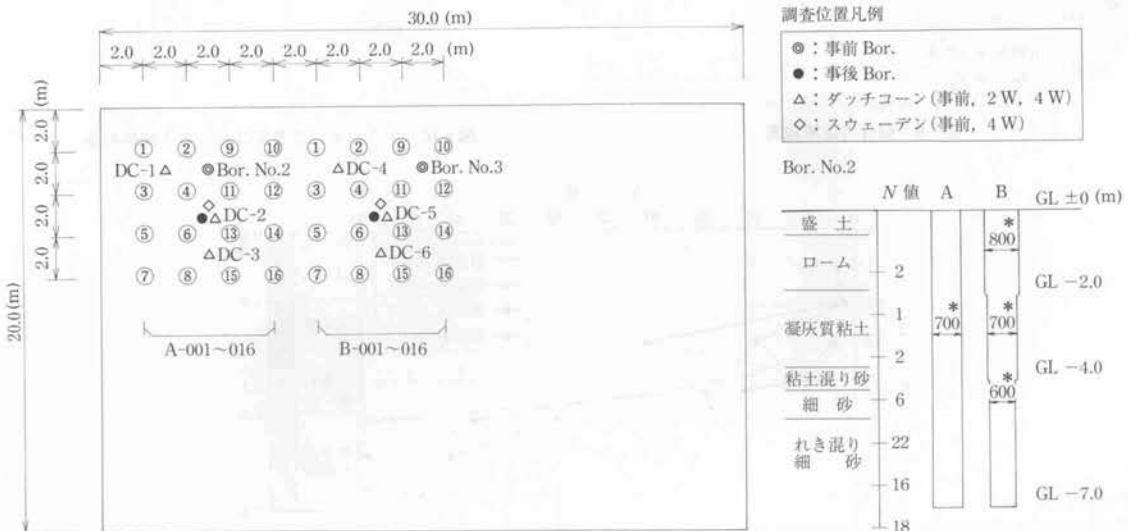 30.0 (m)
2.0 2.0 2.0 2.0 2.0 2.0 2.0 2.0 (m)
(m)
2.0
2.0
2.0
2.0
20.0(m)
① ② ⑨ ⑩ ① ② ⑨ ⑩
DC-1 Bor. No.2 DC-4 Bor. No.3
③ ④ ⑪ ⑫ ③ ④ ⑪ ⑫
DC-2 DC-5
⑤ ⑥ ⑬ ⑭ ⑤ ⑥ ⑬ ⑭
DC-3 DC-6
⑦ ⑧ ⑮ ⑯ ⑦ ⑧ ⑮ ⑯
A-001～016 B-001～016
調査位置凡例
◎：事前 Bor.
●：事後 Bor.
△：ダッチコーン(事前, 2 W, 4 W)
◇：スウェーデン(事前, 4 W)
Bor. No.2
N 値 A B GL ±0 (m)
盛 土 * 800
ローム 2 GL －2.0
1 * 700 * 700
凝灰質粘土
2 GL －4.0
粘土混り砂 *
600
細 砂 6
れき混り 22
細 砂
16 GL －7.0
18